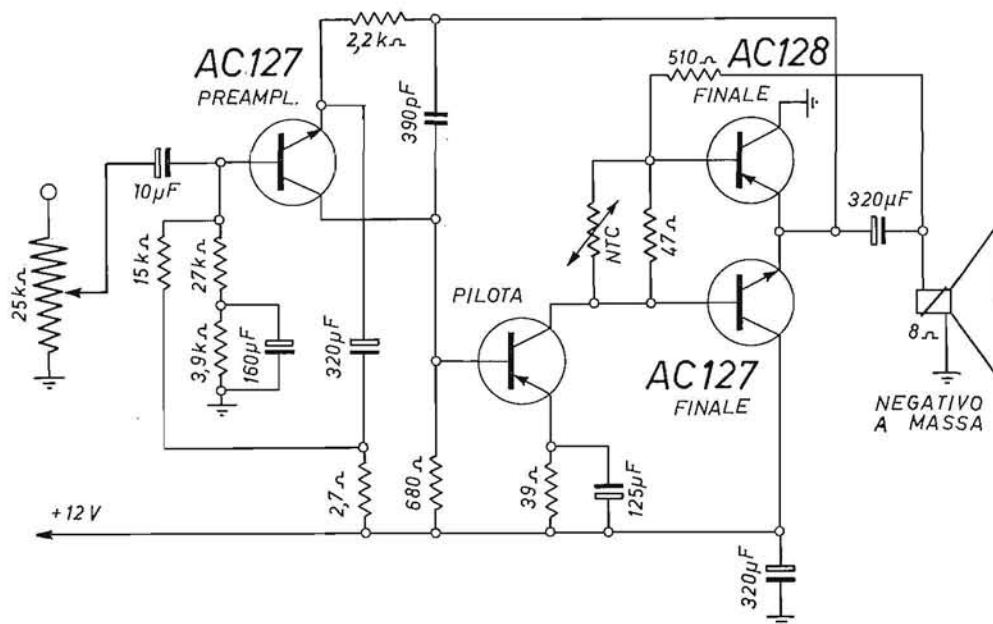 2,2kΩ
AC127
PREAMPL.
390pF
510Ω
AC128
FINALE
10µF
25kΩ
15kΩ
27kΩ
3,9kΩ
160µF
320µF
NTC
47Ω
320µF
PILOTA
AC127
FINALE
8Ω
NEGATIVO
A MASSA
+12V
2,7Ω
680Ω
39Ω
125µF
320µF